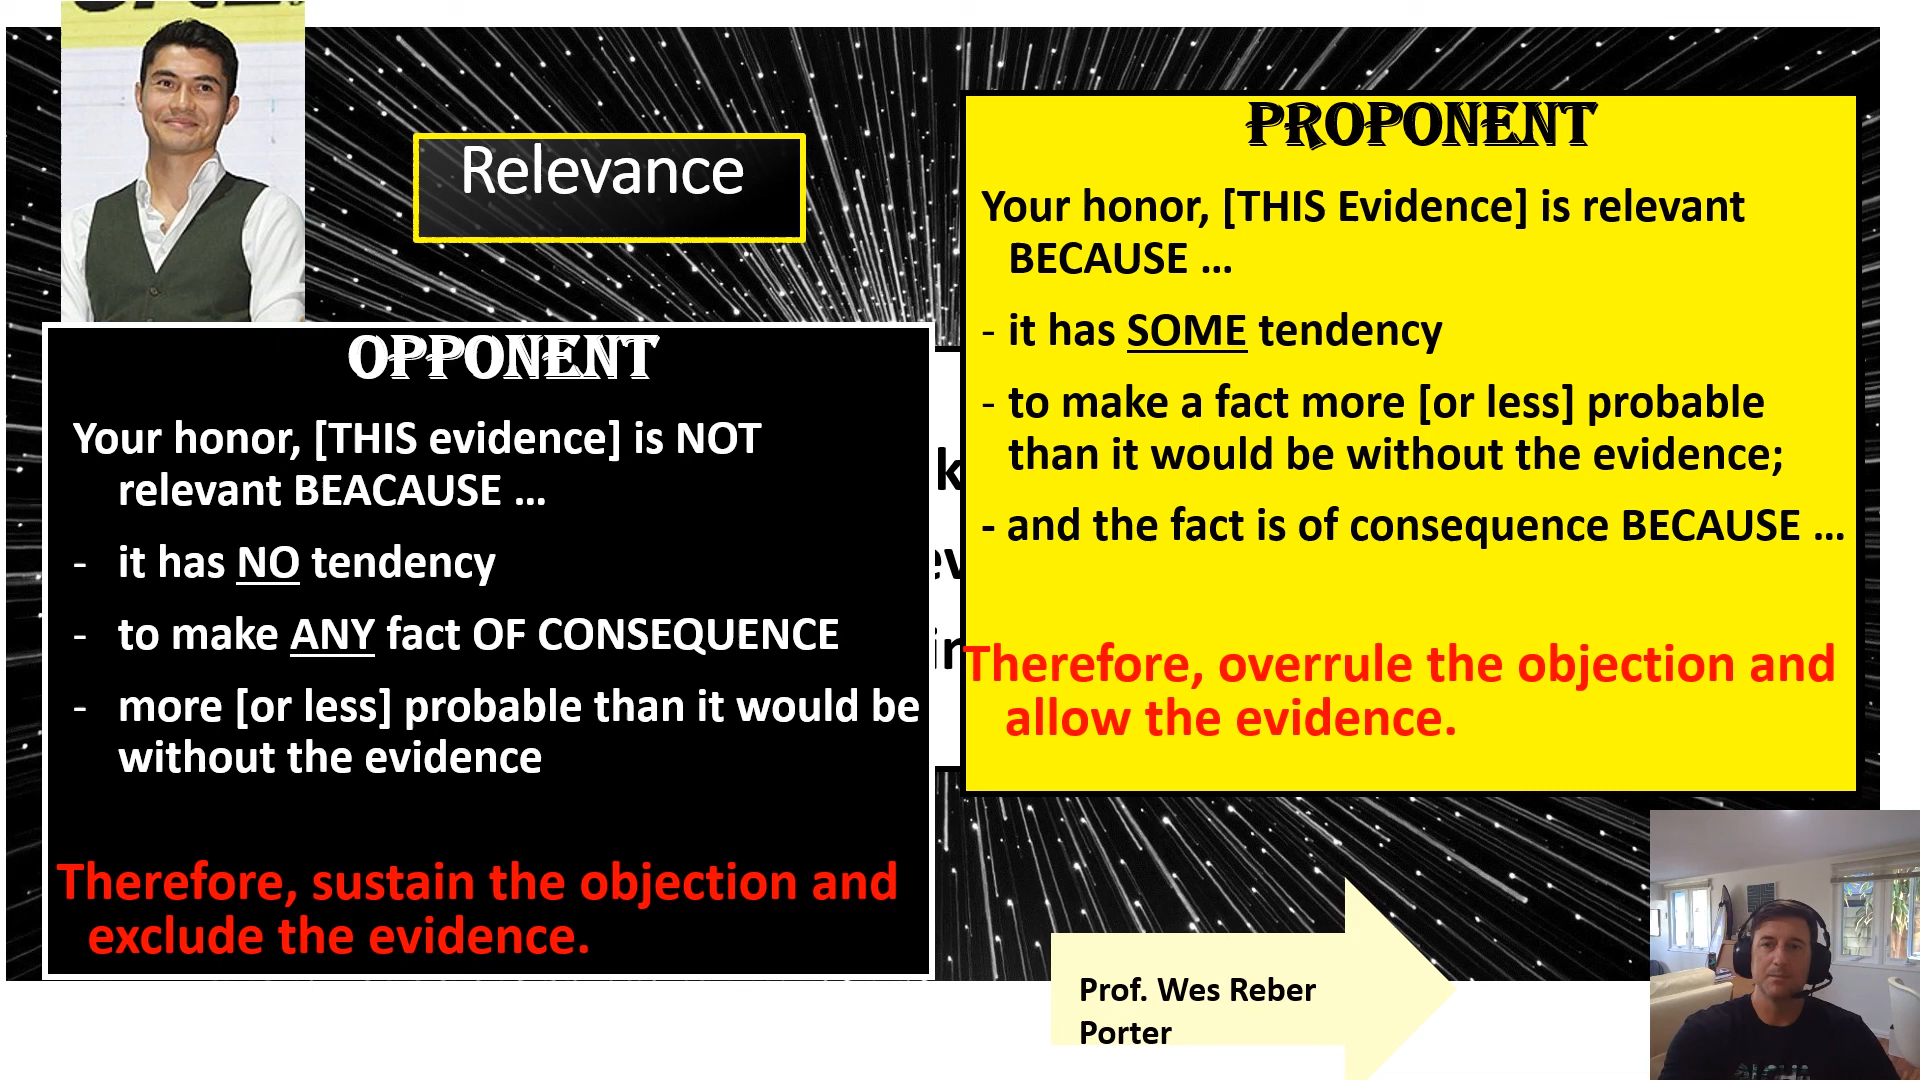 Relevance
OPPONENT
Your honor, [THIS evidence] is NOT
relevant BEACAUSE ...
- it has NO tendency
- to make ANY fact OF CONSEQUENCE
- more [or less] probable than it would be
without the evidence
Therefore, sustain the objection and
exclude the evidence.
PROPONENT
Your honor, [THIS Evidence] is relevant
BECAUSE ...
- it has SOME tendency
- to make a fact more [or less] probable
than it would be without the evidence;
- and the fact is of consequence BECAUSE ...
Therefore, overrule the objection and
allow the evidence.
Prof. Wes Reber
Porter